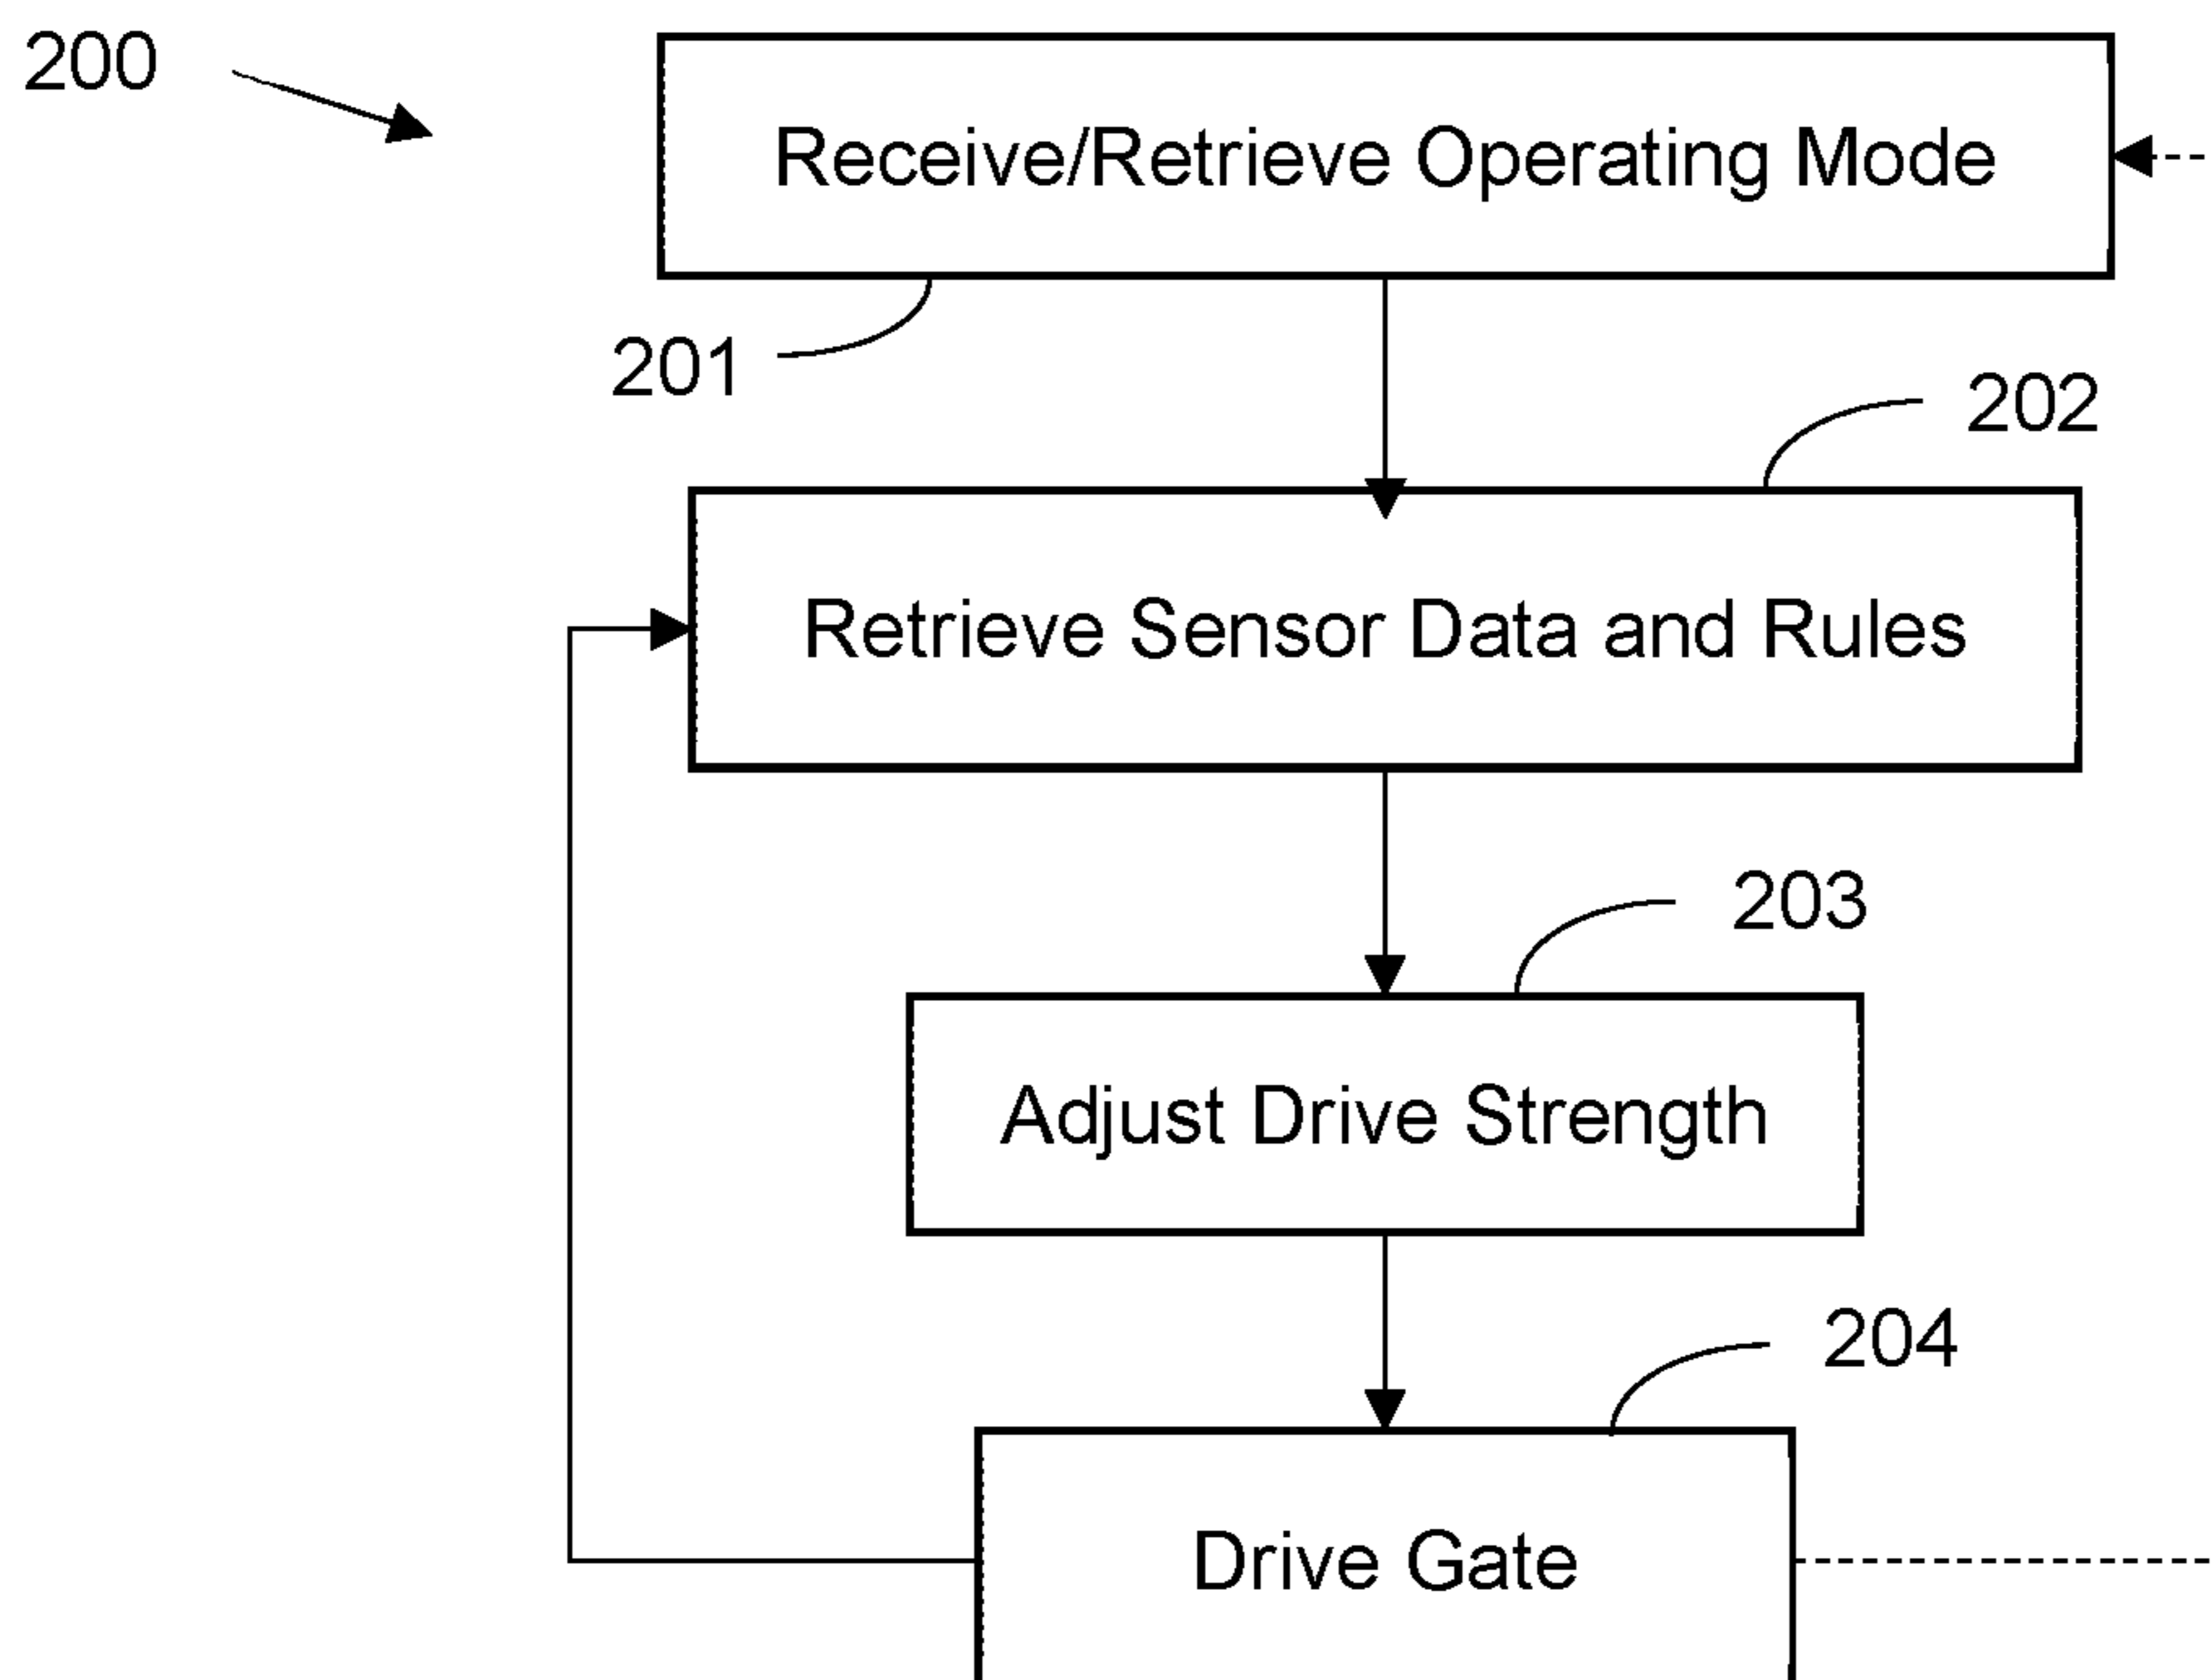 200
Receive/Retrieve Operating Mode
201
202
Retrieve Sensor Data and Rules
203
Adjust Drive Strength
204
Drive Gate